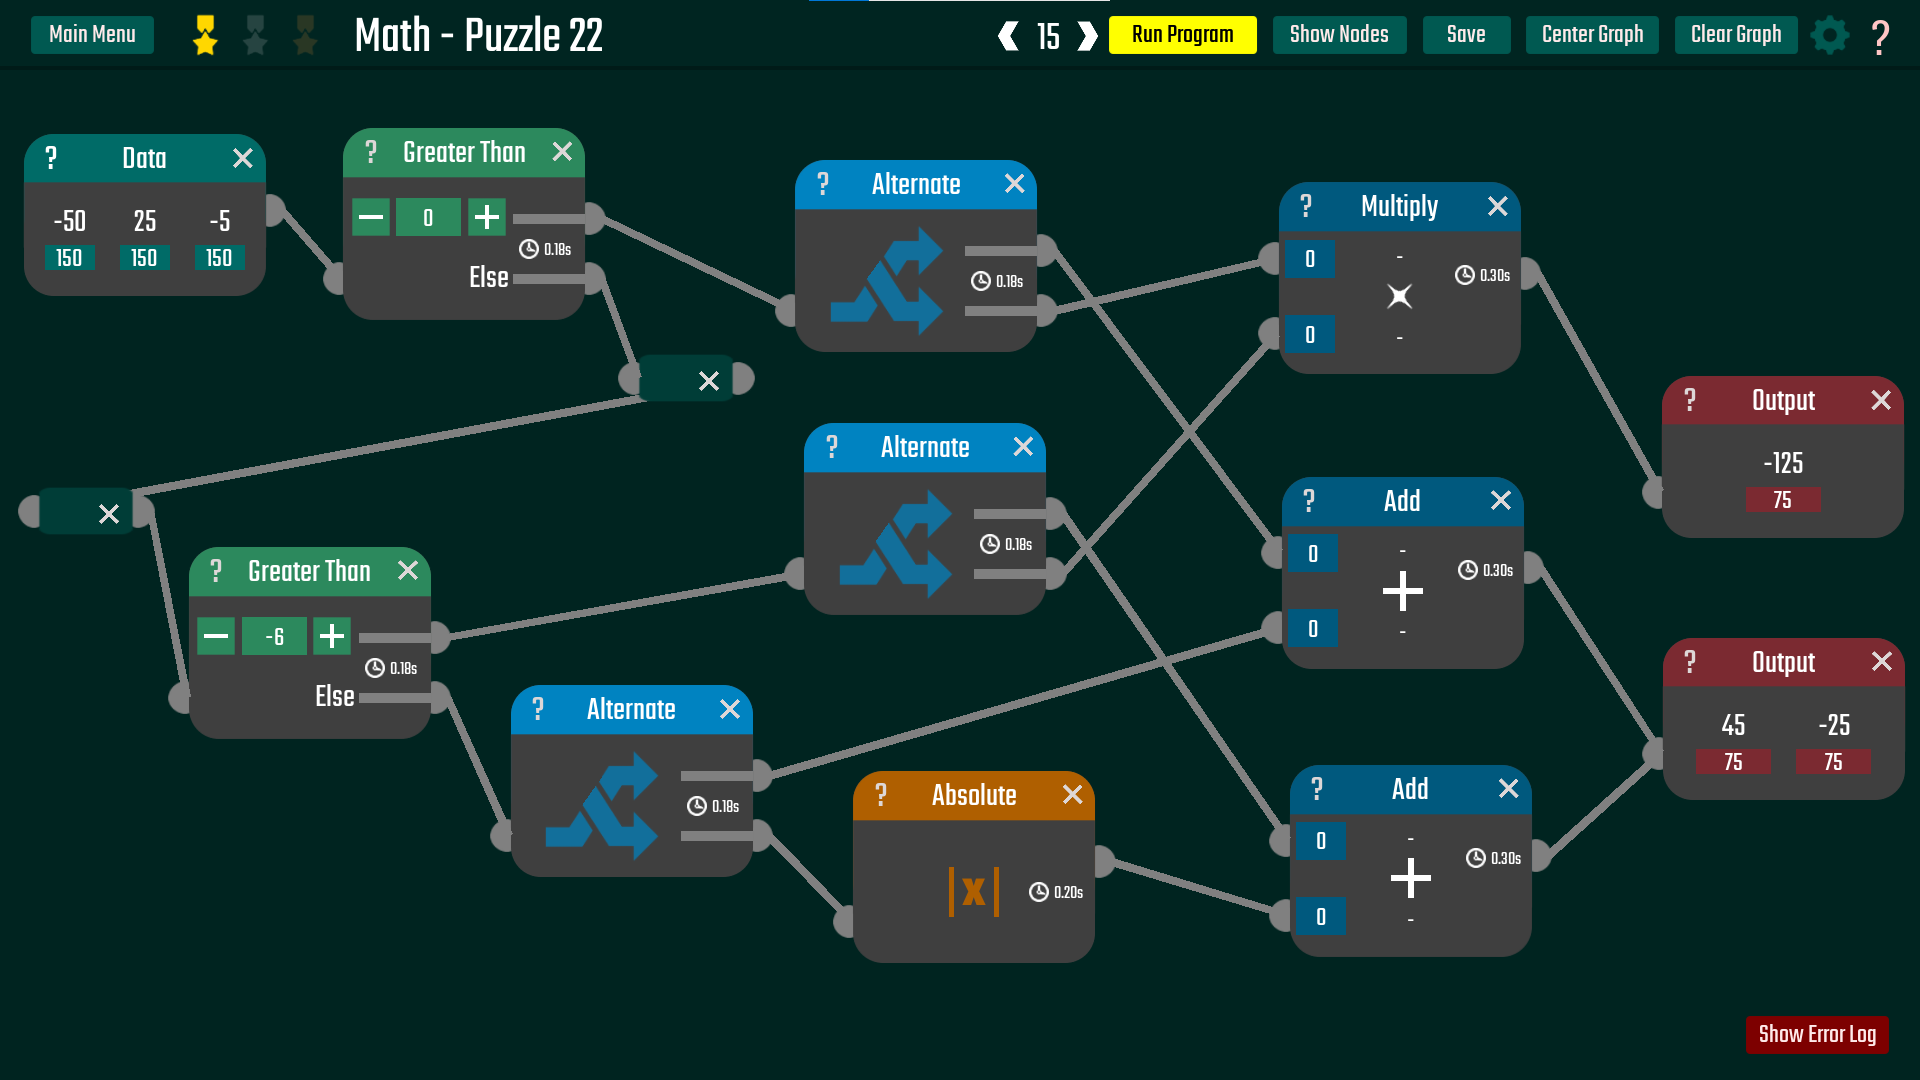 Main Menu
Math - Puzzle 22
15
Run Program
Show Nodes
Save
Center Graph
Clear Graph
?
? Data
-50 25 -5
150 150 150
? Greater Than
0
0.18s
Else
? Alternate
0.18s
? Multiply
0 -
0.30s
0 -
? Output
-125
75
? Alternate
0.18s
? Add
0 -
0.30s
0 -
? Greater Than
-6
0.18s
Else
? Output
45 -25
75 75
? Alternate
0.18s
? Absolute
|x|
0.20s
? Add
0 -
0.30s
0 -
Show Error Log